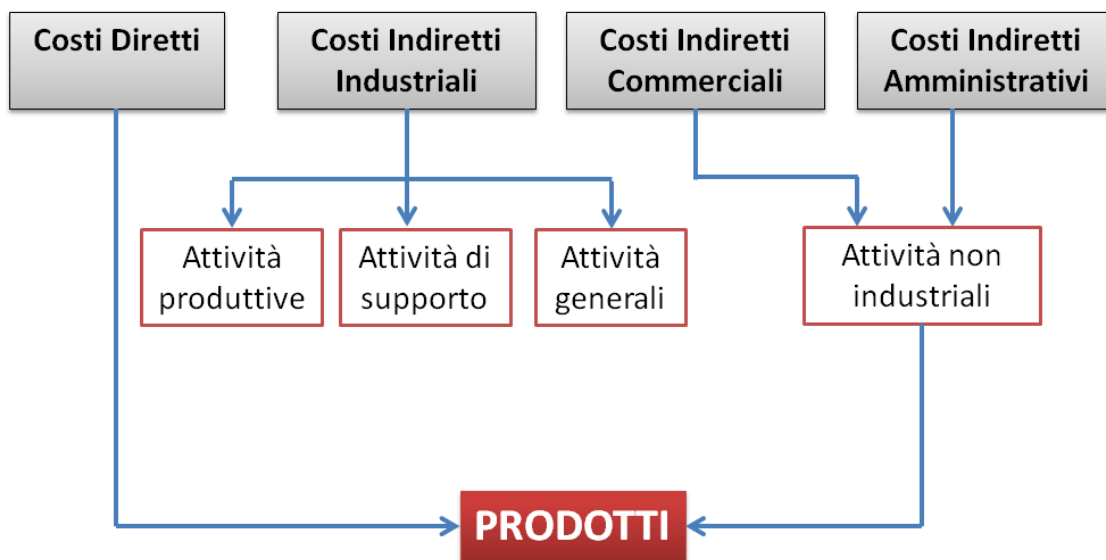 Costi Diretti
Costi Indiretti
Industriali
Costi Indiretti
Commerciali
Costi Indiretti
Amministrativi
Attività
produttive
Attività di
supporto
Attività
generali
Attività non
industriali
PRODOTTI